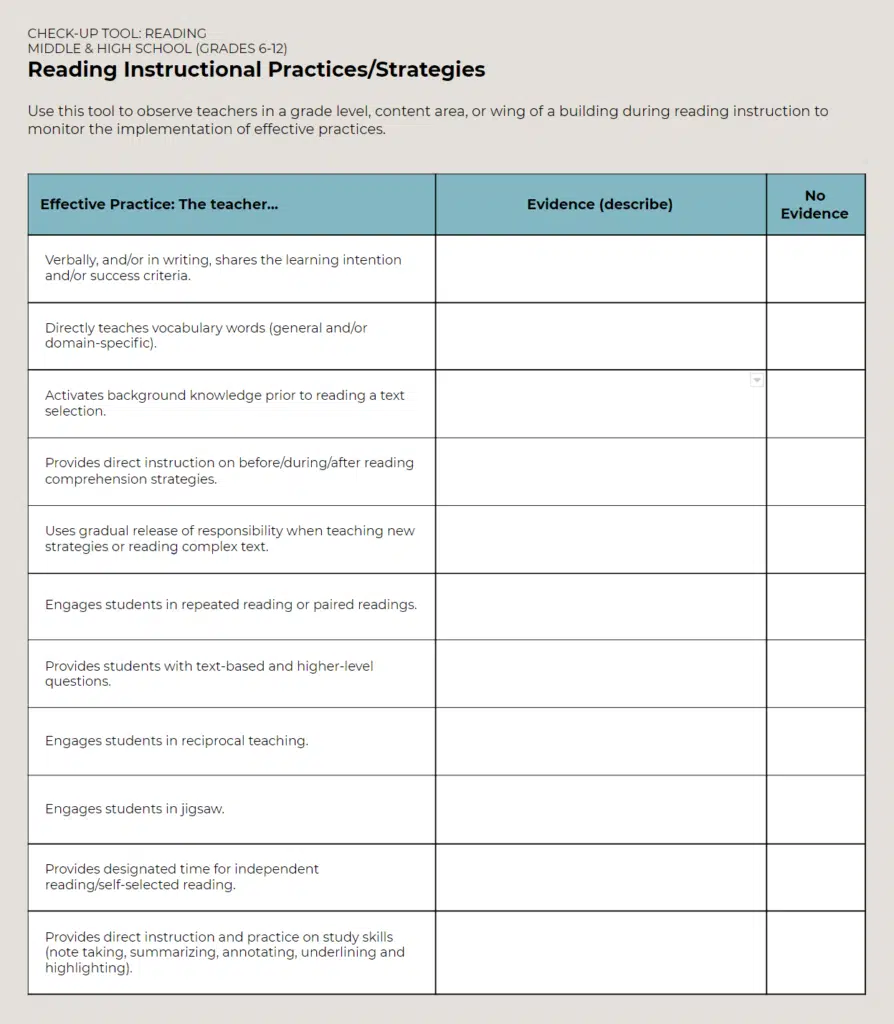 CHECK-UP TOOL: READING
MIDDLE & HIGH SCHOOL (GRADES 6-12)
Reading Instructional Practices/Strategies
Use this tool to observe teachers in a grade level, content area, or wing of a building during reading instruction to
monitor the implementation of effective practices.
Effective Practice: The teacher...
Evidence (describe)
No
Evidence
Verbally, and/or in writing, shares the learning intention
and/or success criteria.
Directly teaches vocabulary words (general and/or
domain-specific).
Activates background knowledge prior to reading a text
selection.
Provides direct instruction on before/during/after reading
comprehension strategies.
Uses gradual release of responsibility when teaching new
strategies or reading complex text.
Engages students in repeated reading or paired readings.
Provides students with text-based and higher-level
questions.
Engages students in reciprocal teaching.
Engages students in jigsaw.
Provides designated time for independent
reading/self-selected reading.
Provides direct instruction and practice on study skills
(note taking, summarizing, annotating, underlining and
highlighting).